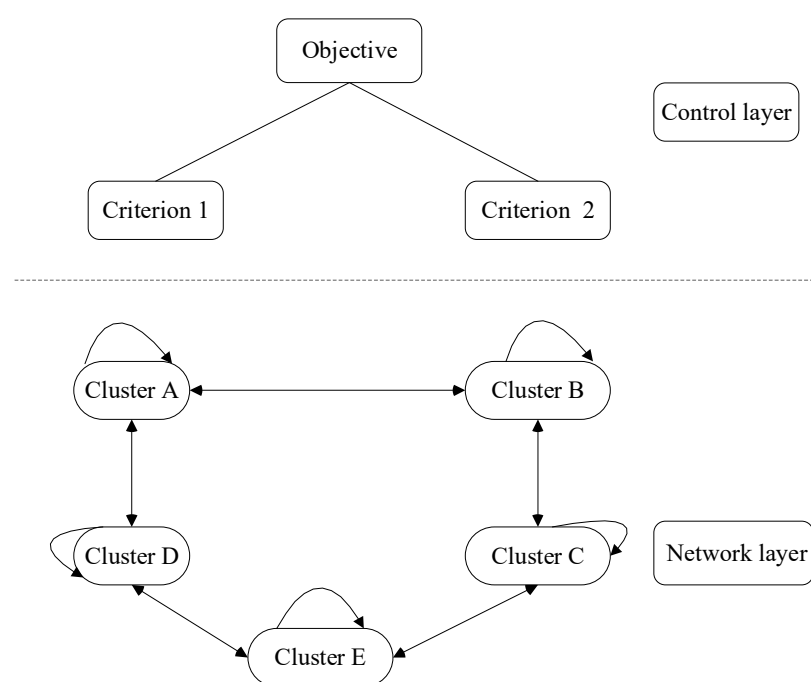 Objective
Control layer
Criterion 1
Criterion 2
Cluster A
Cluster B
Cluster D
Cluster C
Network layer
Cluster E